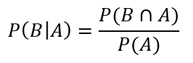 P(B|A) = P(B ∩ A) / P(A)